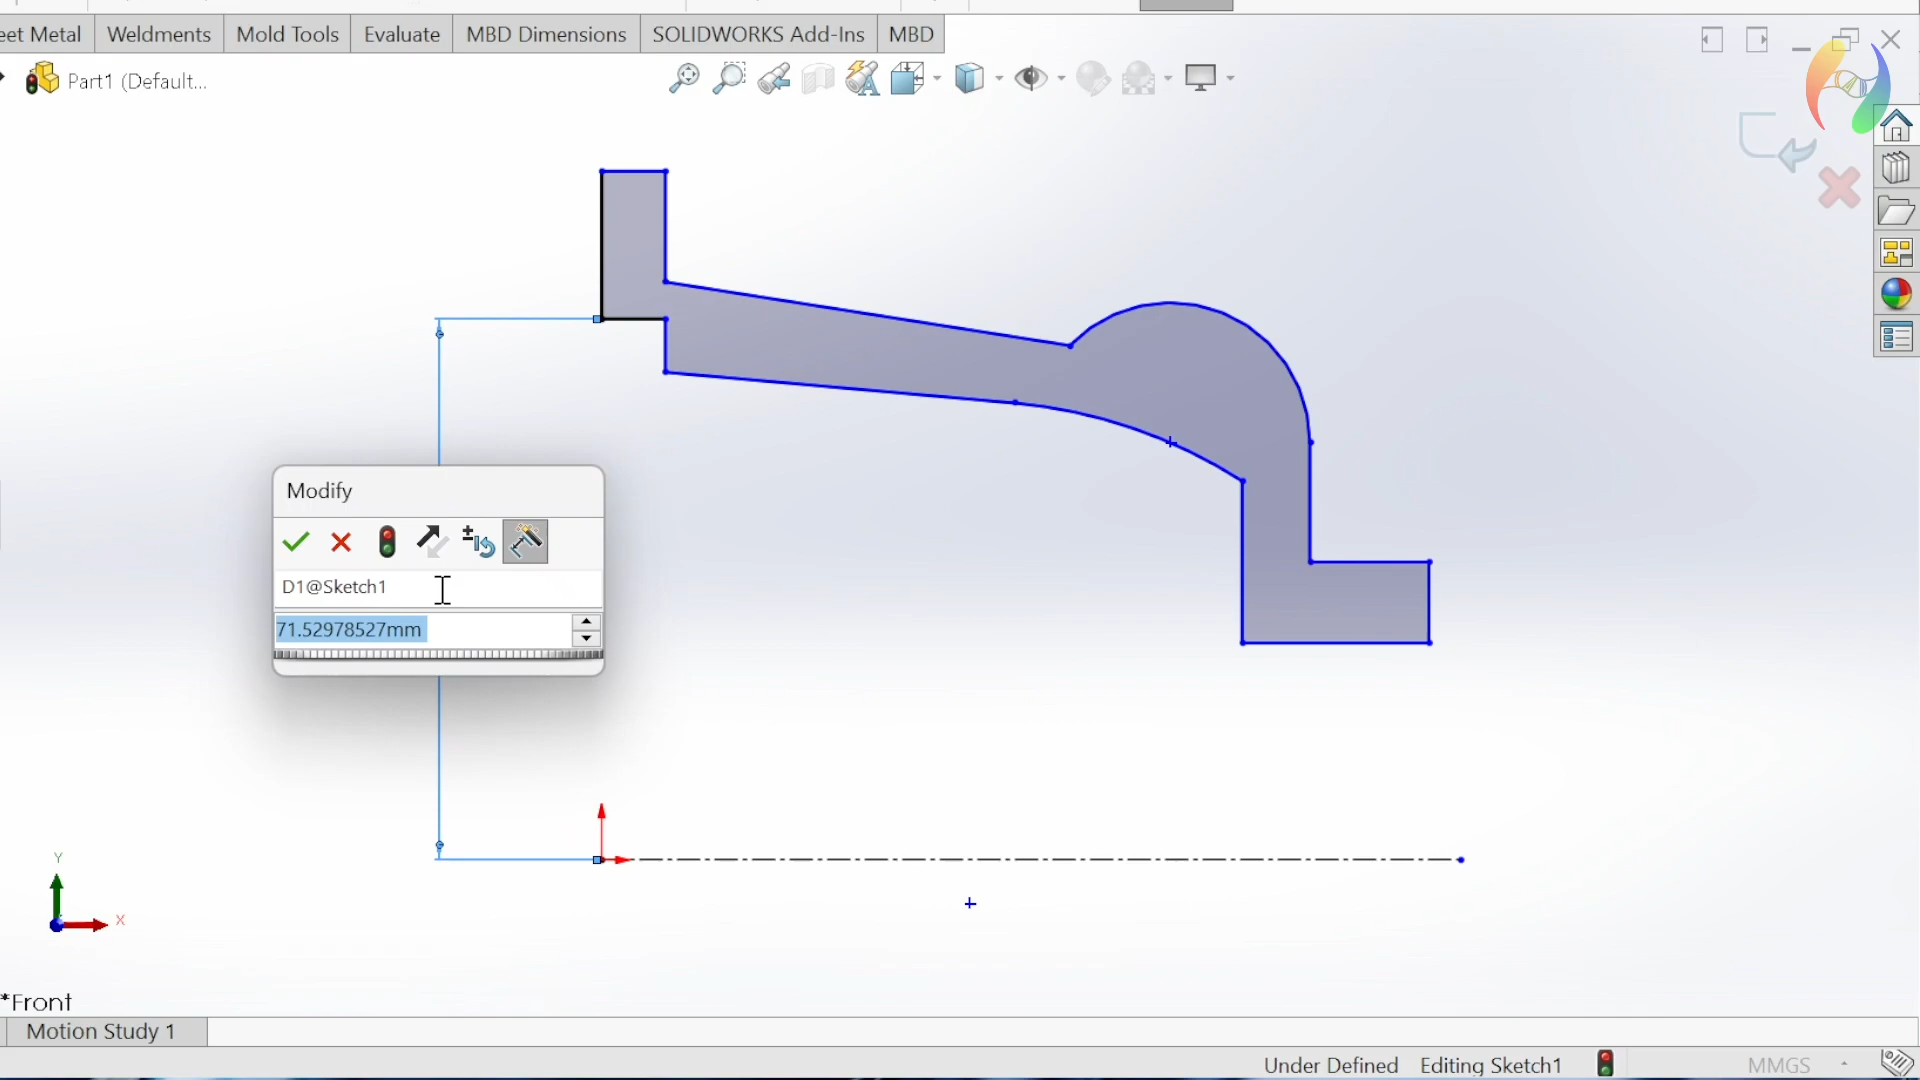 eet Metal Weldments Mold Tools Evaluate MBD Dimensions SOLIDWORKS Add-Ins MBD
Part1 (Default...
Modify
D1@Sketch1
71.52978527mm
Y
X
*Front
Motion Study 1
Under Defined Editing Sketch1 MMGS